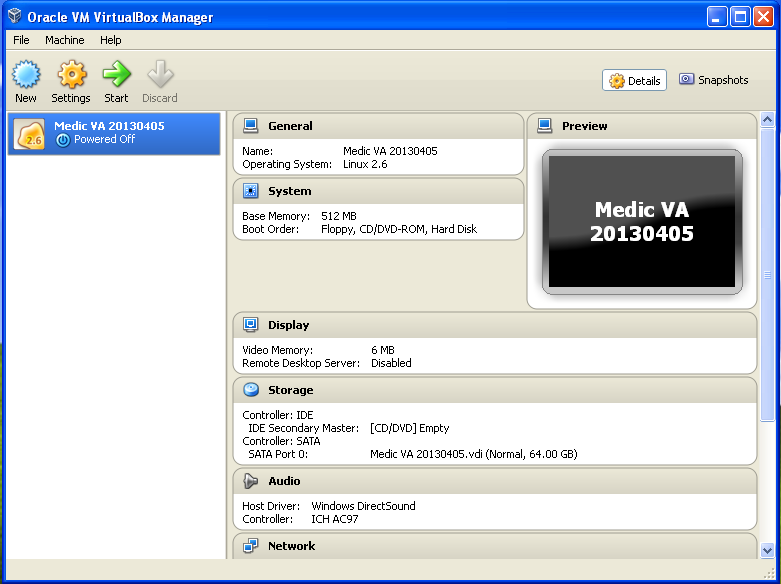 Oracle VM VirtualBox Manager
File Machine Help
New Settings Start Discard
Details Snapshots
2.6
Medic VA 20130405
Powered Off
General
Name: Medic VA 20130405
Operating System: Linux 2.6
System
Base Memory: 512 MB
Boot Order: Floppy, CD/DVD-ROM, Hard Disk
Preview
Medic VA
20130405
Display
Video Memory: 6 MB
Remote Desktop Server: Disabled
Storage
Controller: IDE
IDE Secondary Master: [CD/DVD] Empty
Controller: SATA
SATA Port 0: Medic VA 20130405.vdi (Normal, 64.00 GB)
Audio
Host Driver: Windows DirectSound
Controller: ICH AC97
Network